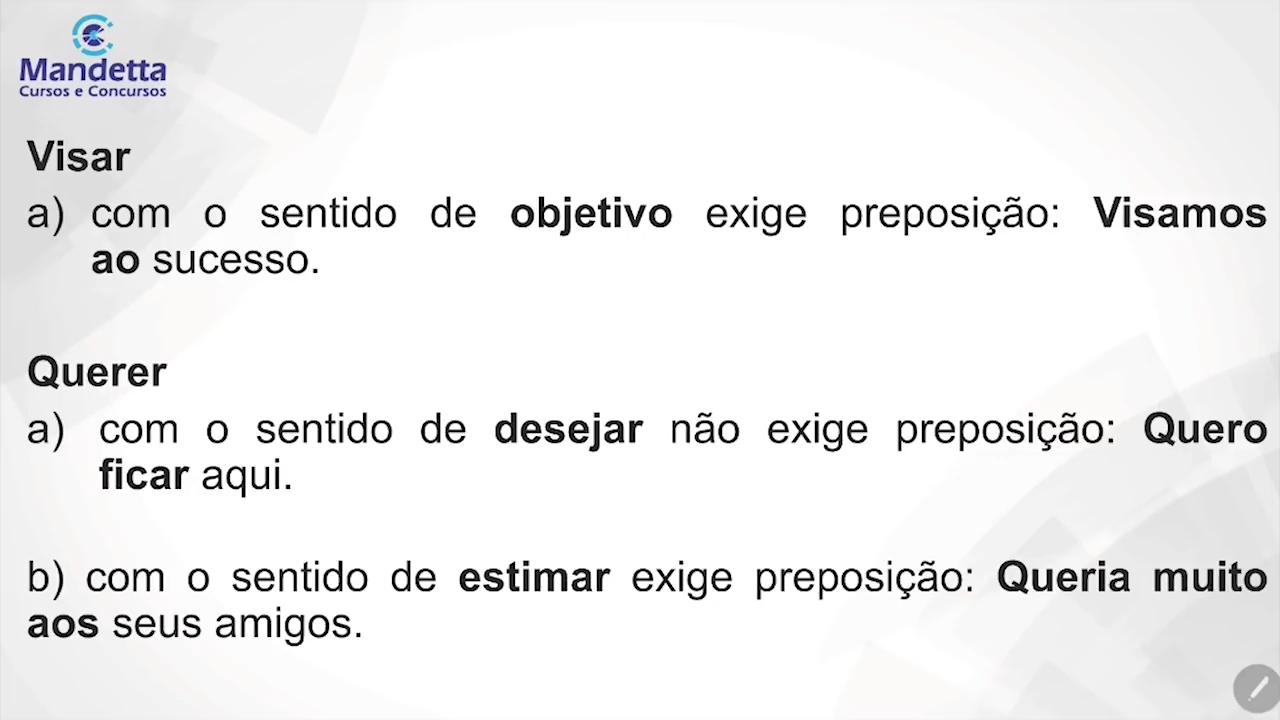 Mandetta
Cursos e Concursos
Visar
a) com o sentido de objetivo exige preposição: Visamos
ao sucesso.
Querer
a) com o sentido de desejar não exige preposição: Quero
ficar aqui.
b) com o sentido de estimar exige preposição: Queria muito
aos seus amigos.